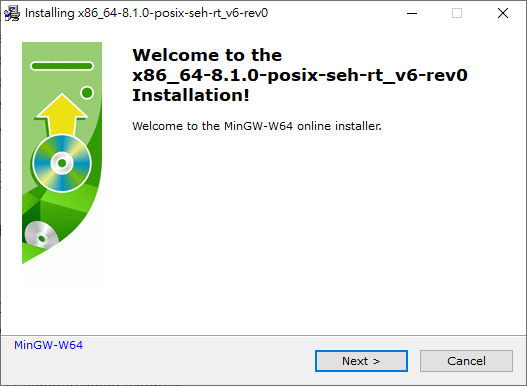 Installing x86_64-8.1.0-posix-seh-rt_v6-rev0
Welcome to the
x86_64-8.1.0-posix-seh-rt_v6-rev0
Installation!
Welcome to the MinGW-W64 online installer.
MinGW-W64
Next >
Cancel